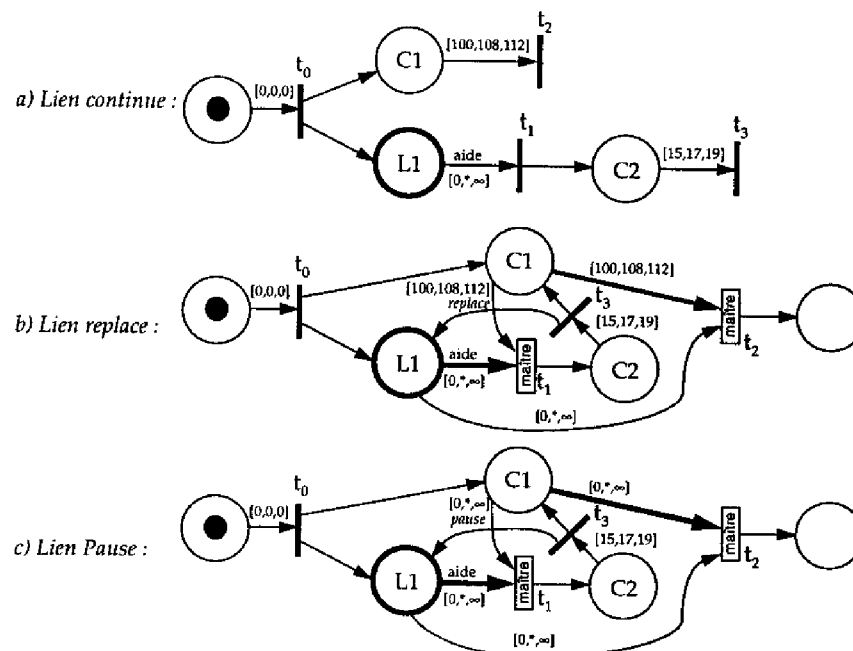 a) Lien continue :
[0,0,0]
t0
C1
[100,108,112]
t2
L1
aide
[0,*,∞]
t1
C2
[15,17,19]
t3
b) Lien replace :
[0,0,0]
t0
C1
[100,108,112]
[100,108,112]
replace
t3
[15,17,19]
L1
aide
[0,*,∞]
maître
t1
C2
[0,*,∞]
maître
t2
c) Lien Pause :
[0,0,0]
t0
C1
[0,*,∞]
[0,*,∞]
pause
t3
[15,17,19]
L1
aide
[0,*,∞]
maître
t1
C2
[0,*,∞]
maître
t2